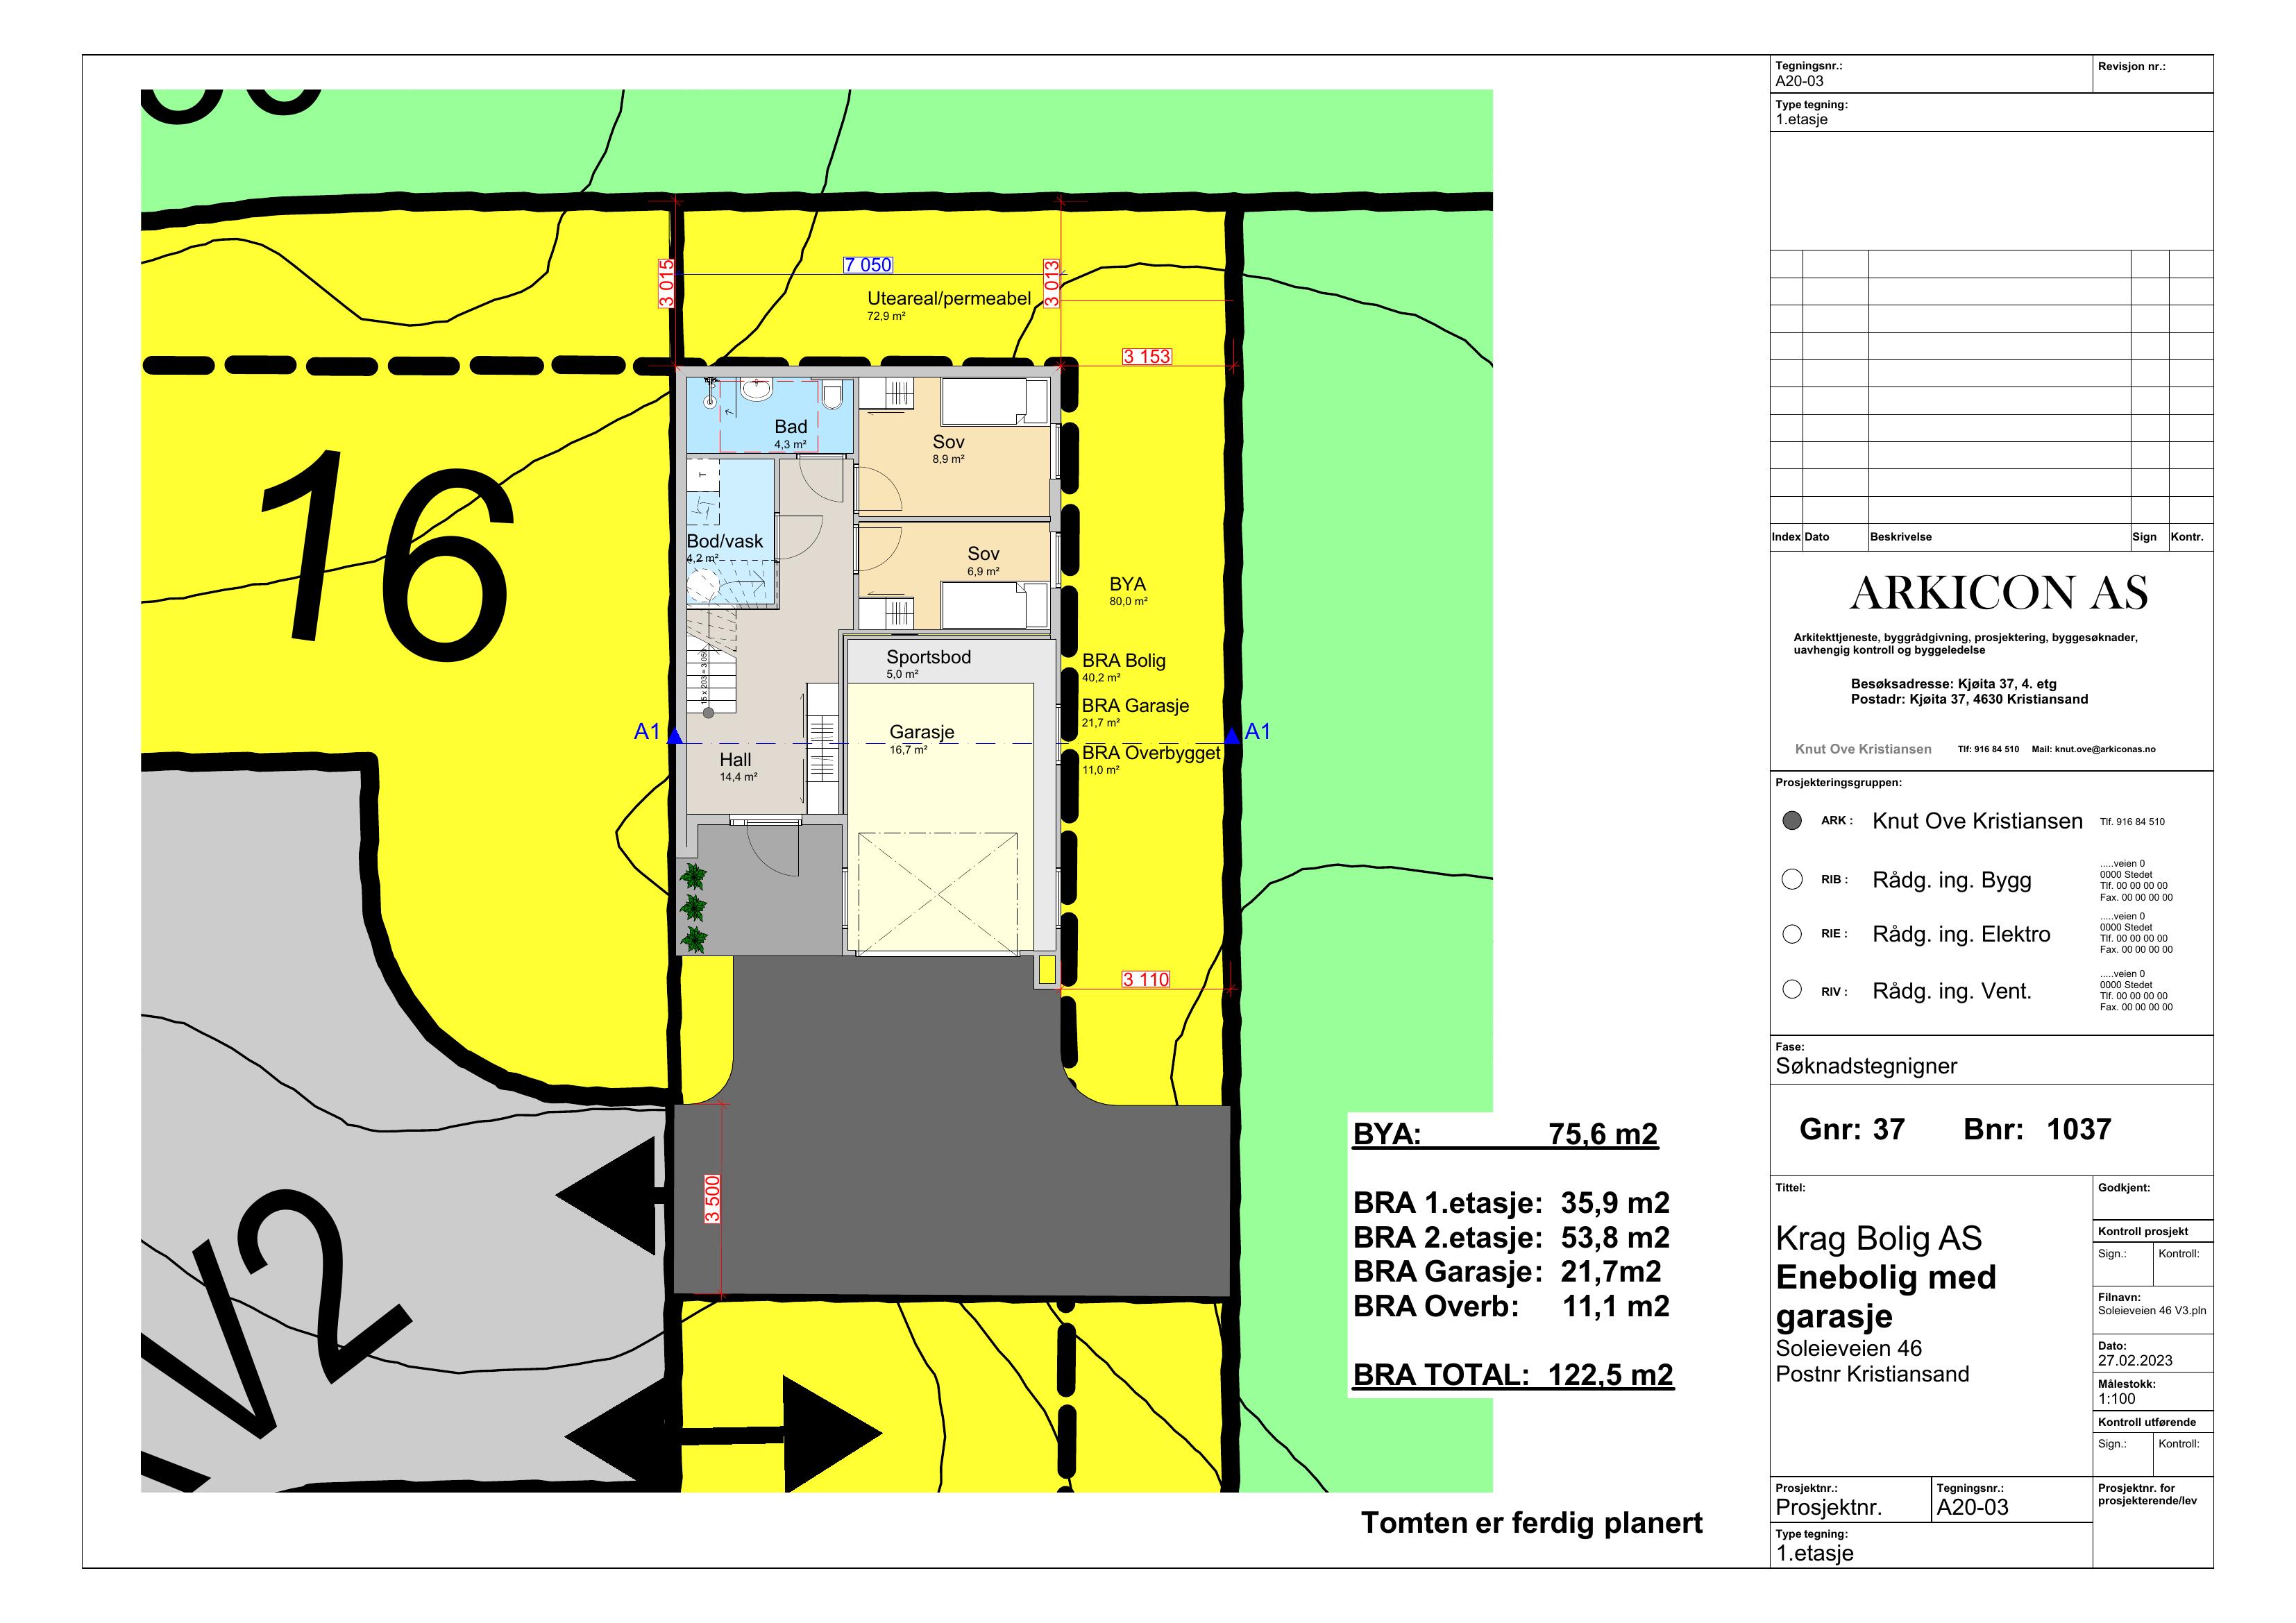 16
V2
3 015
7 050
3 013
Uteareal/permeabel
72,9 m²
3 153
Bad
4,3 m²
Sov
8,9 m²
T
Bod/vask
4,2 m²
Sov
6,9 m²
BYA
80,0 m²
Sportsbod
5,0 m²
BRA Bolig
40,2 m²
15 x 203 = 3 050
BRA Garasje
21,7 m²
A1
Garasje
16,7 m²
A1
BRA Overbygget
11,0 m²
Hall
14,4 m²
3 110
3 500
BYA: 75,6 m2
BRA 1.etasje: 35,9 m2
BRA 2.etasje: 53,8 m2
BRA Garasje: 21,7m2
BRA Overb: 11,1 m2
BRA TOTAL: 122,5 m2
Tomten er ferdig planert
Tegningsnr.:
A20-03
Revisjon nr.:
Type tegning:
1.etasje
Index Dato Beskrivelse Sign Kontr.
ARKICON AS
Arkitekttjeneste, byggrådgivning, prosjektering, byggesøknader,
uavhengig kontroll og byggeledelse
Besøksadresse: Kjøita 37, 4. etg
Postadr: Kjøita 37, 4630 Kristiansand
Knut Ove Kristiansen Tlf: 916 84 510 Mail: knut.ove@arkiconas.no
Prosjekteringsgruppen:
ARK : Knut Ove Kristiansen Tlf. 916 84 510
RIB : Rådg. ing. Bygg
.....veien 0
0000 Stedet
Tlf. 00 00 00 00
Fax. 00 00 00 00
RIE : Rådg. ing. Elektro
.....veien 0
0000 Stedet
Tlf. 00 00 00 00
Fax. 00 00 00 00
RIV : Rådg. ing. Vent.
.....veien 0
0000 Stedet
Tlf. 00 00 00 00
Fax. 00 00 00 00
Fase:
Søknadstegnigner
Gnr: 37 Bnr: 1037
Tittel:
Krag Bolig AS
Enebolig med
garasje
Soleieveien 46
Postnr Kristiansand
Godkjent:
Kontroll prosjekt
Sign.: Kontroll:
Filnavn:
Soleieveien 46 V3.pln
Dato:
27.02.2023
Målestokk:
1:100
Kontroll utførende
Sign.: Kontroll:
Prosjektnr.:
Prosjektnr.
Tegningsnr.:
A20-03
Prosjektnr. for
prosjekterende/lev
Type tegning:
1.etasje